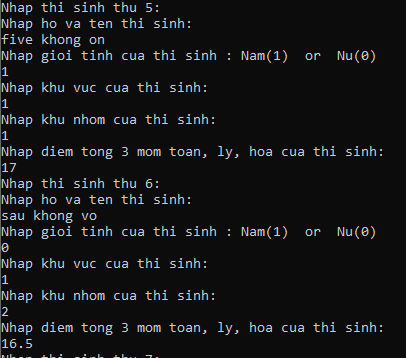 Nhap thi sinh thu 5:
Nhap ho va ten thi sinh:
five khong on
Nhap gioi tinh cua thi sinh : Nam(1)  or  Nu(0)
1
Nhap khu vuc cua thi sinh:
1
Nhap khu nhom cua thi sinh:
1
Nhap diem tong 3 mom toan, ly, hoa cua thi sinh:
17
Nhap thi sinh thu 6:
Nhap ho va ten thi sinh:
sau khong vo
Nhap gioi tinh cua thi sinh : Nam(1)  or  Nu(0)
0
Nhap khu vuc cua thi sinh:
1
Nhap khu nhom cua thi sinh:
2
Nhap diem tong 3 mom toan, ly, hoa cua thi sinh:
16.5
Nhap thi sinh thu 7: